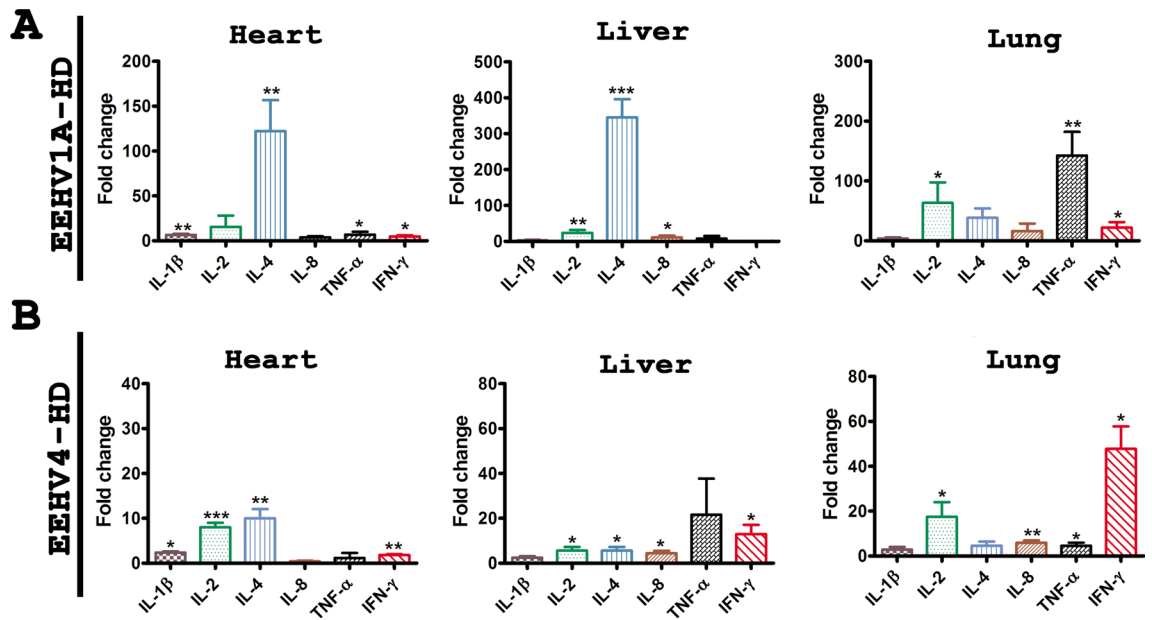 A
EEHV1A-HD
Heart
Fold change
200
150
100
50
0
**
**
*
*
IL-1β
IL-2
IL-4
IL-8
TNF-α
IFN-γ
Liver
Fold change
500
400
300
200
100
0
**
***
*
IL-1β
IL-2
IL-4
IL-8
TNF-α
IFN-γ
Lung
Fold change
300
200
100
0
*
**
*
IL-1β
IL-2
IL-4
IL-8
TNF-α
IFN-γ
B
EEHV4-HD
Heart
Fold change
40
30
20
10
0
*
***
**
**
IL-1β
IL-2
IL-4
IL-8
TNF-α
IFN-γ
Liver
Fold change
80
60
40
20
0
*
*
*
*
IL-1β
IL-2
IL-4
IL-8
TNF-α
IFN-γ
Lung
Fold change
80
60
40
20
0
*
**
*
*
IL-1β
IL-2
IL-4
IL-8
TNF-α
IFN-γ